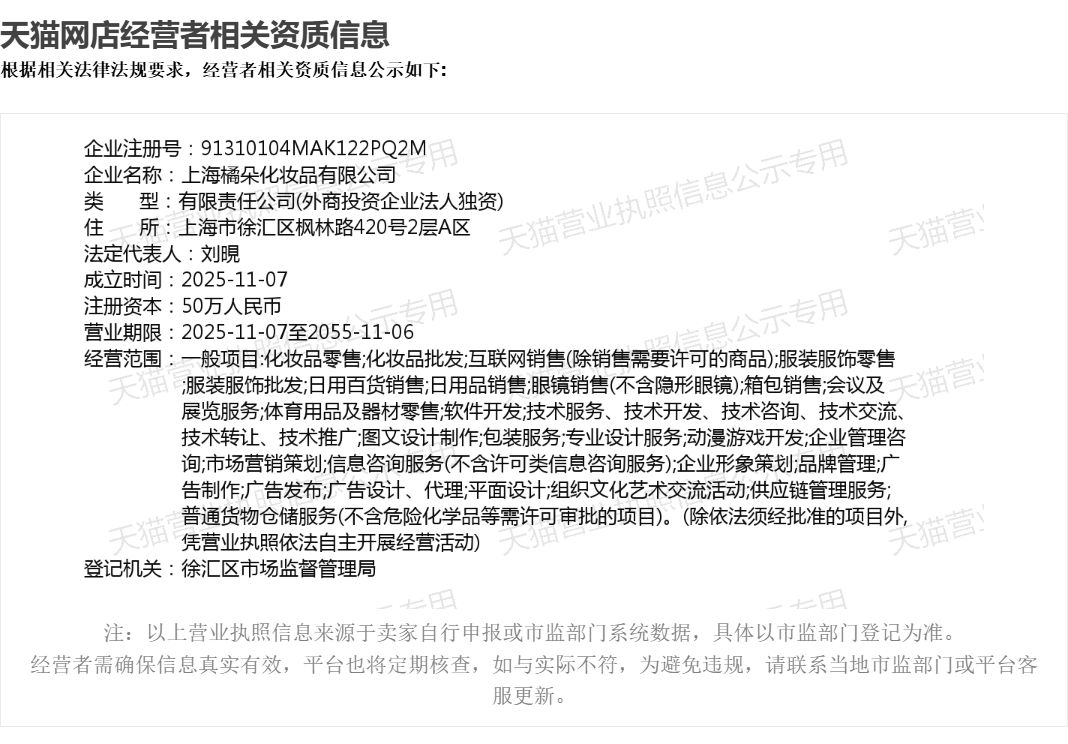 天猫网店经营者相关资质信息
根据相关法律法规要求，经营者相关资质信息公示如下:
企业注册号：91310104MAK122PQ2M
企业名称：上海橘朵化妆品有限公司
类 型：有限责任公司(外商投资企业法人独资)
住 所：上海市徐汇区枫林路420号2层A区
法定代表人：刘晛
成立时间：2025-11-07
注册资本：50万人民币
营业期限：2025-11-07至2055-11-06
经营范围：一般项目:化妆品零售;化妆品批发;互联网销售(除销售需要许可的商品);服装服饰零售
;服装服饰批发;日用百货销售;日用品销售;眼镜销售(不含隐形眼镜);箱包销售;会议及
展览服务;体育用品及器材零售;软件开发;技术服务、技术开发、技术咨询、技术交流、
技术转让、技术推广;图文设计制作;包装服务;专业设计服务;动漫游戏开发;企业管理咨
询;市场营销策划;信息咨询服务(不含许可类信息咨询服务);企业形象策划;品牌管理;广
告制作;广告发布;广告设计、代理;平面设计;组织文化艺术交流活动;供应链管理服务;
普通货物仓储服务(不含危险化学品等需许可审批的项目)。(除依法须经批准的项目外,
凭营业执照依法自主开展经营活动)
登记机关：徐汇区市场监督管理局
天猫营业执照信息公示专用
注：以上营业执照信息来源于卖家自行申报或市监部门系统数据，具体以市监部门登记为准。
经营者需确保信息真实有效，平台也将定期核查，如与实际不符，为避免违规，请联系当地市监部门或平台客
服更新。